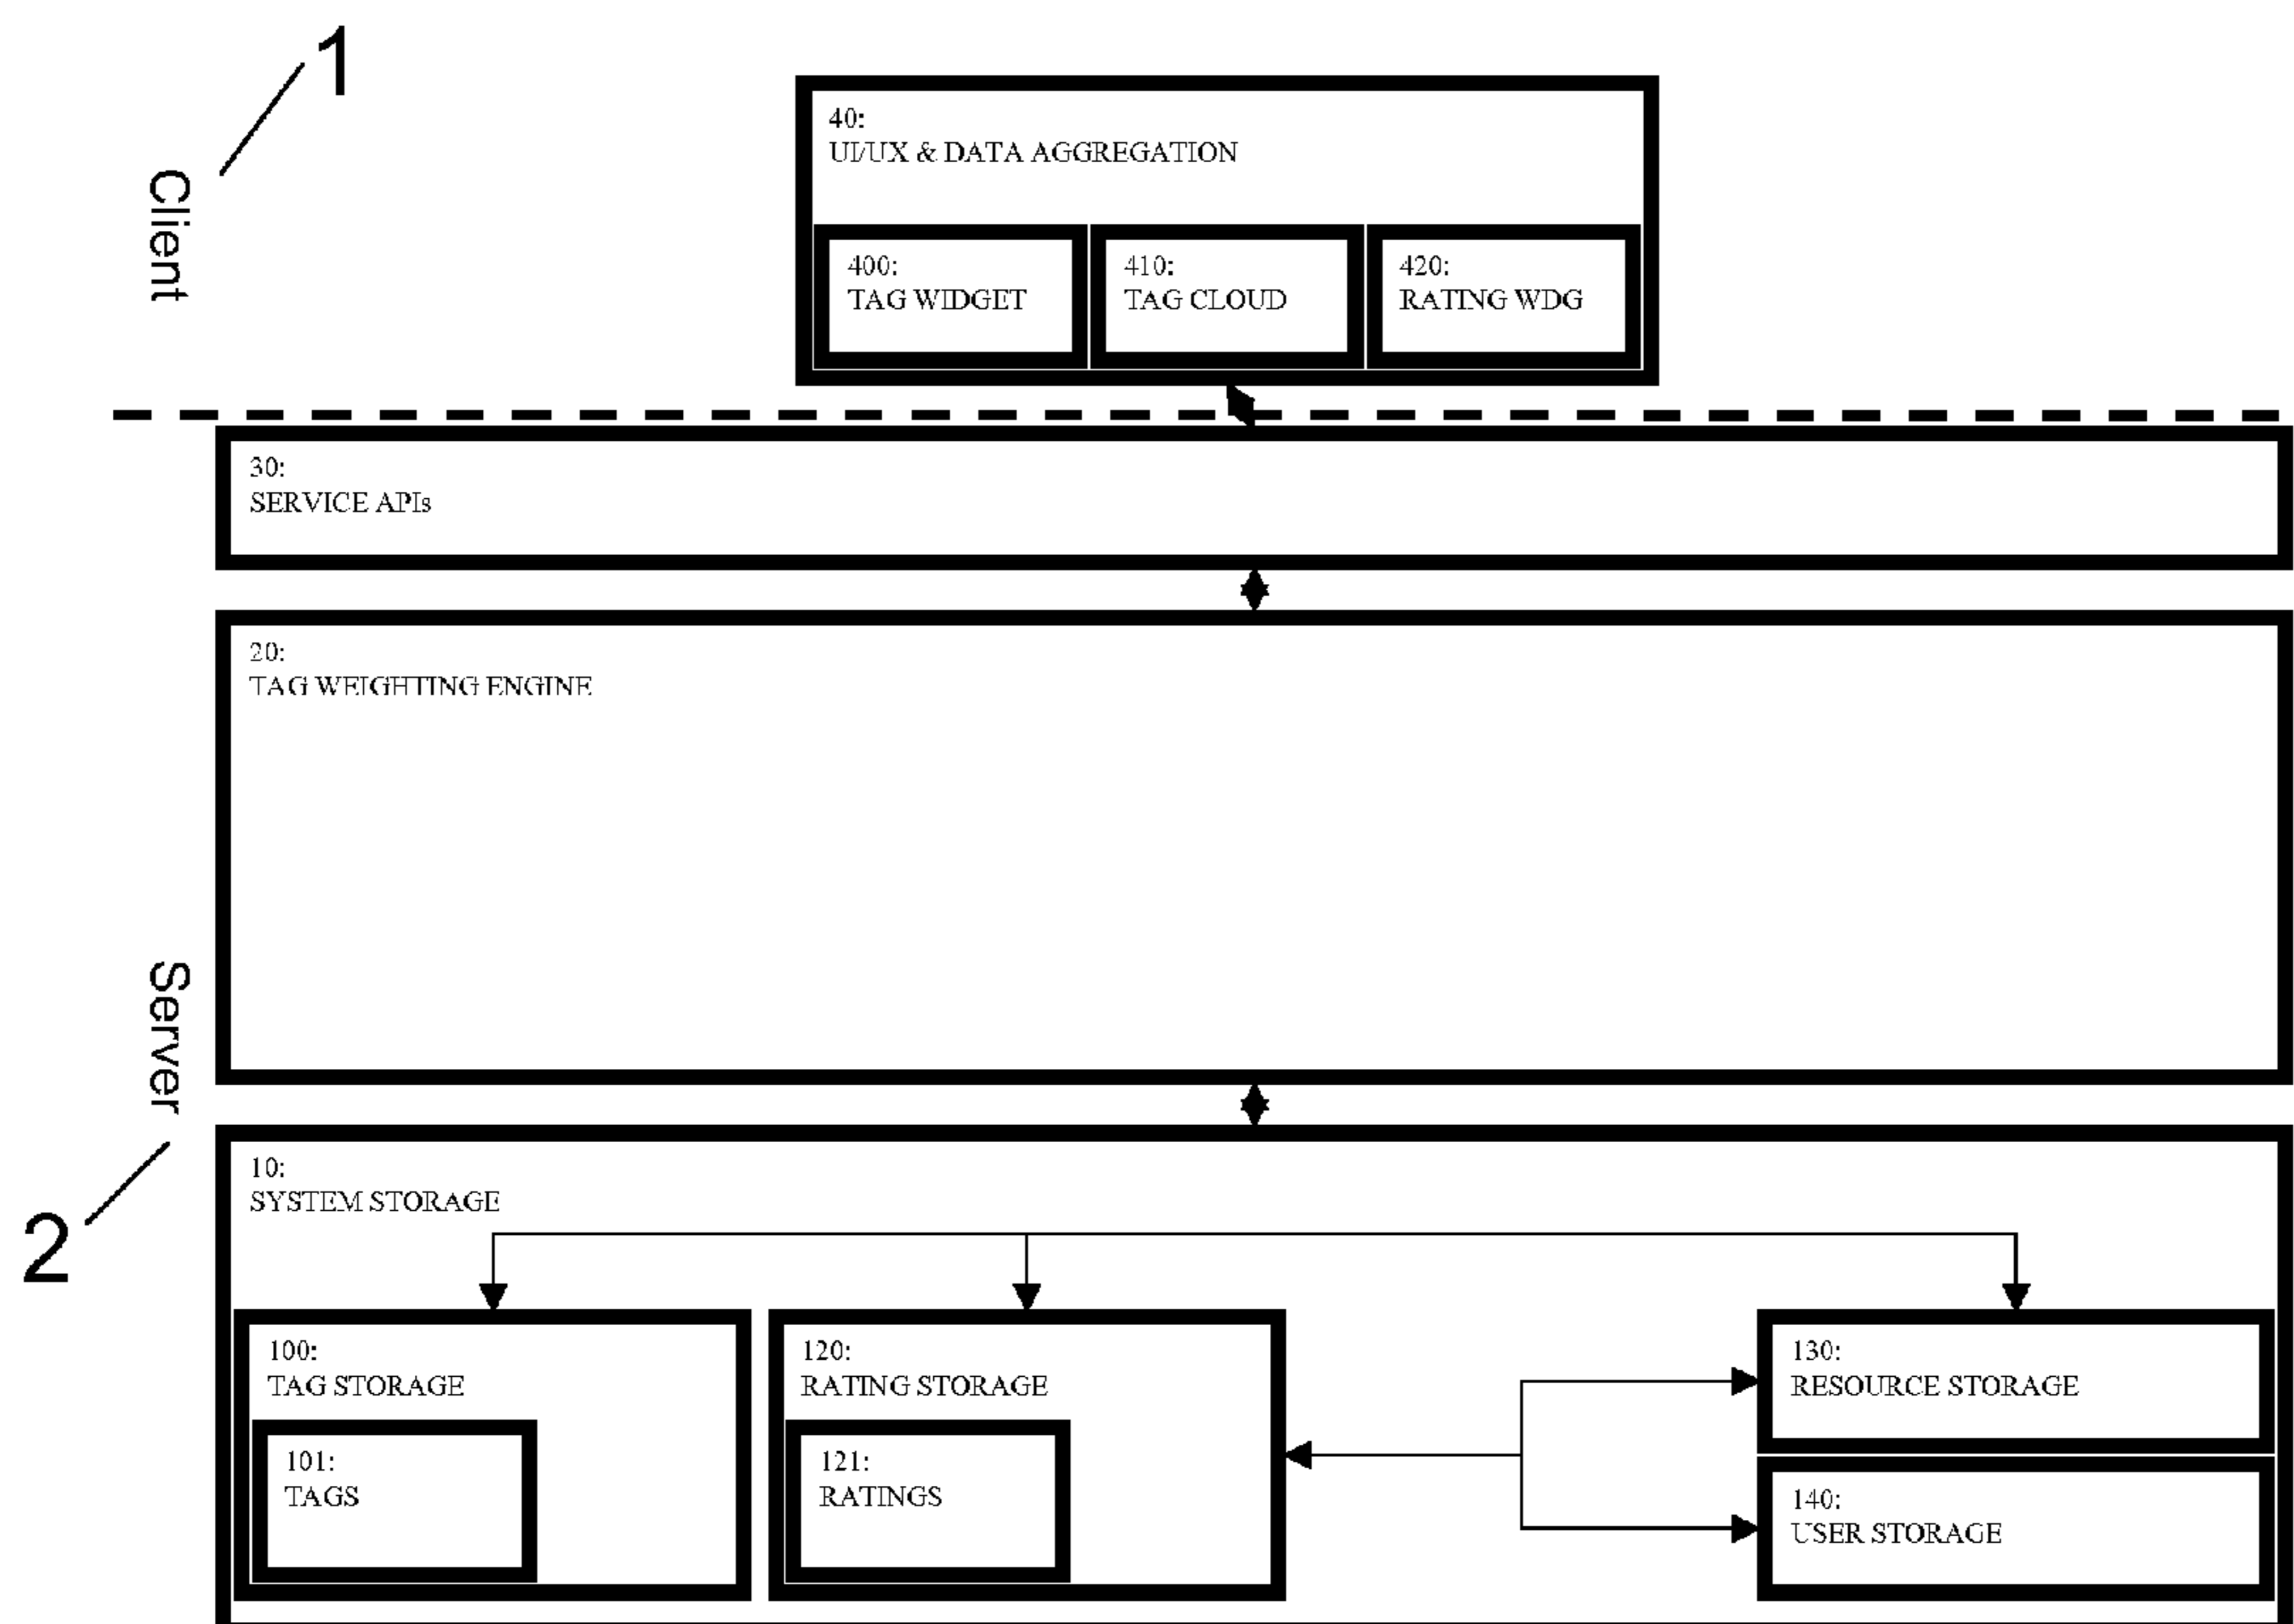 1
Client
40:
UI/UX & DATA AGGREGATION
400:
TAG WIDGET
410:
TAG CLOUD
420:
RATING WDG
30:
SERVICE APIs
20:
TAG WEIGHTING ENGINE
Server
2
10:
SYSTEM STORAGE
100:
TAG STORAGE
101:
TAGS
120:
RATING STORAGE
121:
RATINGS
130:
RESOURCE STORAGE
140:
USER STORAGE